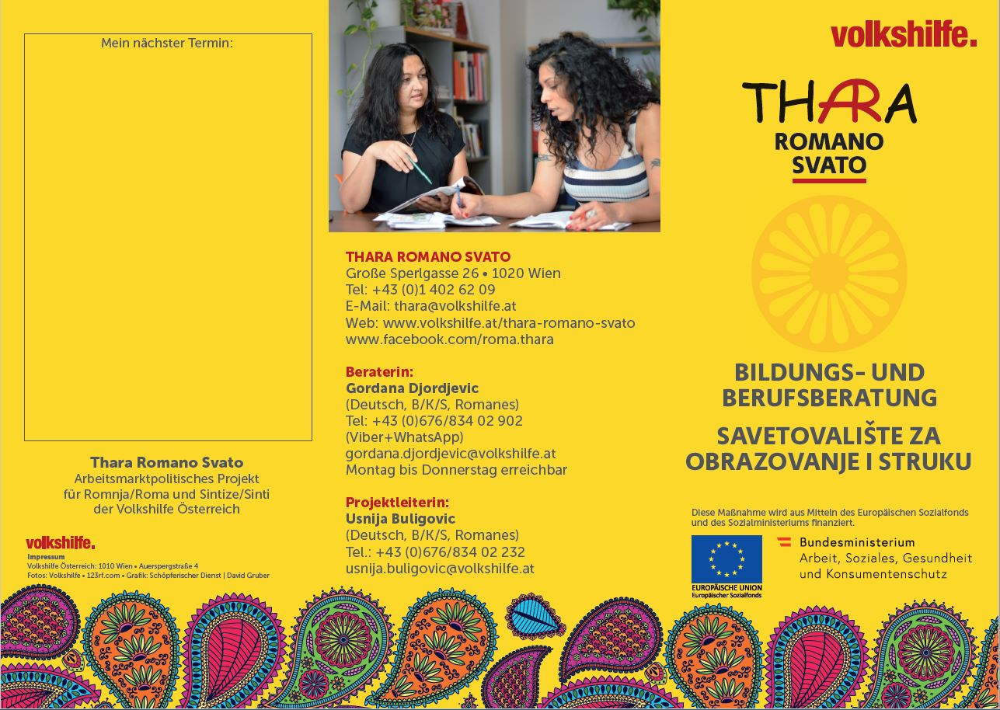 Mein nächster Termin:
Thara Romano Svato
Arbeitsmarktpolitisches Projekt
für Romnja/Roma und Sintize/Sinti
der Volkshilfe Österreich
volkshilfe.
Impressum
Volkshilfe Österreich: 1010 Wien • Auerspergstraße 4
Fotos: Volkshilfe • 123rf.com • Grafik: Schöpferischer Dienst | David Gruber
THARA ROMANO SVATO
Große Sperlgasse 26 • 1020 Wien
Tel: +43 (0)1 402 62 09
E-Mail: thara@volkshilfe.at
Web: www.volkshilfe.at/thara-romano-svato
www.facebook.com/roma.thara
Beraterin:
Gordana Djordjevic
(Deutsch, B/K/S, Romanes)
Tel: +43 (0)676/834 02 902
(Viber+WhatsApp)
gordana.djordjevic@volkshilfe.at
Montag bis Donnerstag erreichbar
Projektleiterin:
Usnija Buligovic
(Deutsch, B/K/S, Romanes)
Tel.: +43 (0)676/834 02 232
usnija.buligovic@volkshilfe.at
volkshilfe.
THARA
ROMANO
SVATO
BILDUNGS- UND
BERUFSBERATUNG
SAVETOVALIŠTE ZA
OBRAZOVANJE I STRUKU
Diese Maßnahme wird aus Mitteln des Europäischen Sozialfonds
und des Sozialministeriums finanziert.
EUROPÄISCHE UNION
Europäischer Sozialfonds
Bundesministerium
Arbeit, Soziales, Gesundheit
und Konsumentenschutz